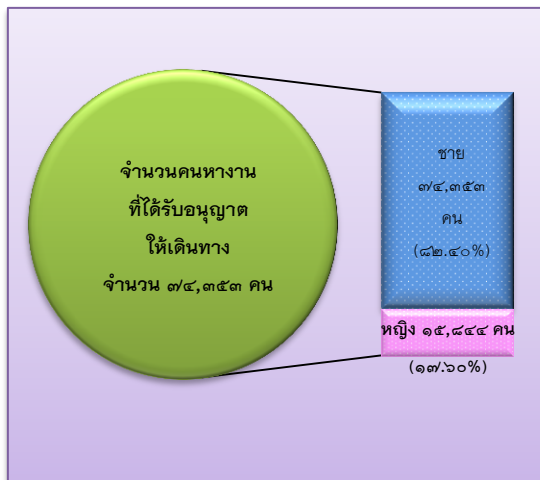 จำนวนคนหางาน
ที่ได้รับอนุญาต
ให้เดินทาง
จำนวน ๗๔,๓๕๓ คน
ชาย
๗๔,๓๕๓
คน
(๘๒.๔๐%)
หญิง ๑๕,๘๔๔ คน
(๑๗.๖๐%)